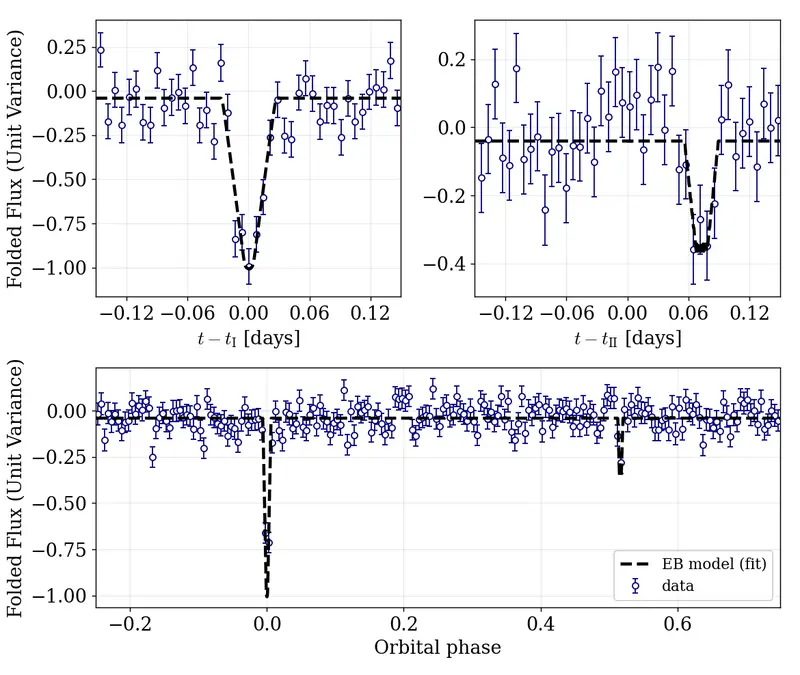 Folded Flux (Unit Variance)
0.25
0.00
−0.25
−0.50
−0.75
−1.00
−0.12 −0.06 0.00 0.06 0.12
t − tI [days]
0.2
0.0
−0.2
−0.4
−0.12 −0.06 0.00 0.06 0.12
t − tII [days]
Folded Flux (Unit Variance)
0.00
−0.25
−0.50
−0.75
−1.00
EB model (fit)
data
−0.2 0.0 0.2 0.4 0.6
Orbital phase